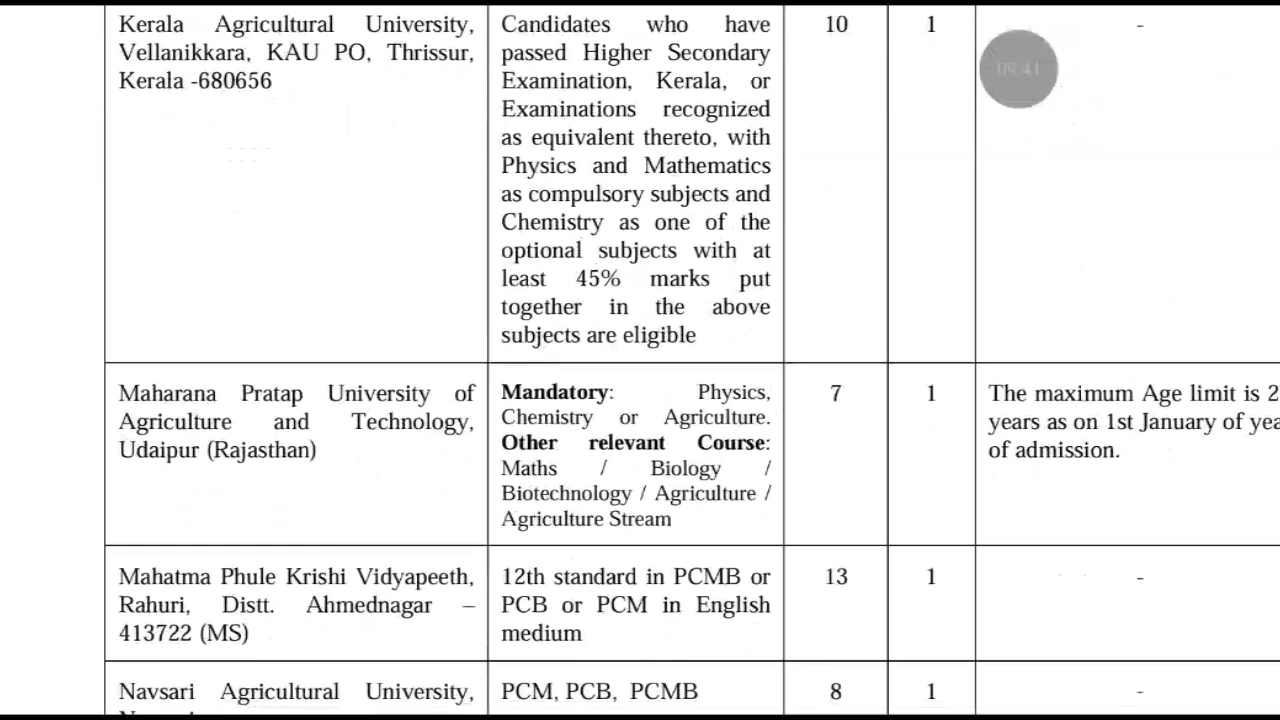 Kerala Agricultural University,
Vellanikkara, KAU PO, Thrissur,
Kerala -680656
Candidates who have
passed Higher Secondary
Examination, Kerala, or
Examinations recognized
as equivalent thereto, with
Physics and Mathematics
as compulsory subjects and
Chemistry as one of the
optional subjects with at
least 45% marks put
together in the above
subjects are eligible
10
1
-
09:41
Maharana Pratap University of
Agriculture and Technology,
Udaipur (Rajasthan)
Mandatory: Physics,
Chemistry or Agriculture.
Other relevant Course:
Maths / Biology /
Biotechnology / Agriculture /
Agriculture Stream
7
1
The maximum Age limit is 2
years as on 1st January of yea
of admission.
Mahatma Phule Krishi Vidyapeeth,
Rahuri, Distt. Ahmednagar –
413722 (MS)
12th standard in PCMB or
PCB or PCM in English
medium
13
1
-
Navsari Agricultural University,
PCM, PCB, PCMB
8
1
-